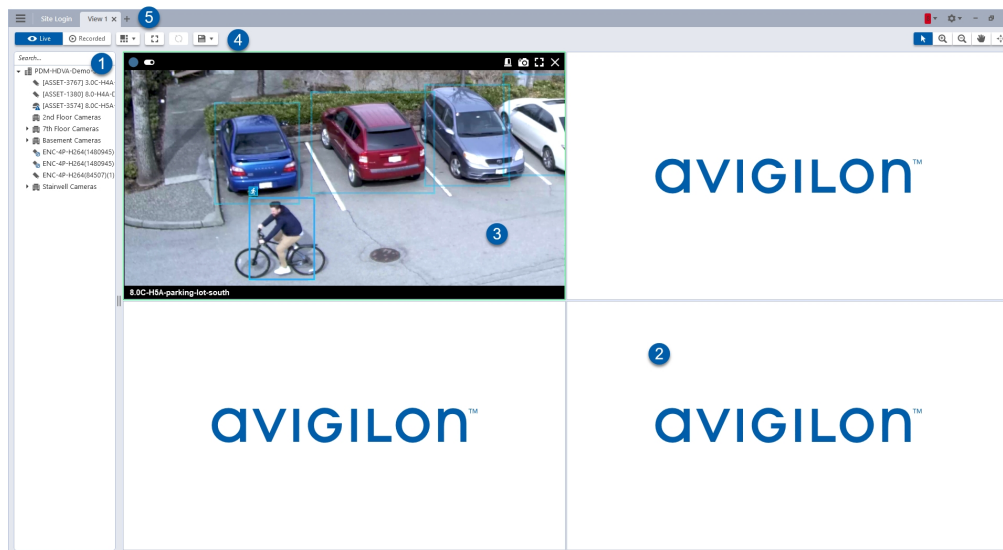 Site Login
View 1
5
Live
Recorded
4
Search...
1
PDM-HDVA-Demo-
[ASSET-3767] 3.0C-H4A-
[ASSET-1380] 8.0-H4A-D
[ASSET-3574] 8.0C-H5A-
2nd Floor Cameras
7th Floor Cameras
Basement Cameras
ENC-4P-H264(1480945)
ENC-4P-H264(1480945)
ENC-4P-H264(84507)(1)
Stairwell Cameras
3
8.0C-H5A-parking-lot-south
avigilon™
2
avigilon™
avigilon™